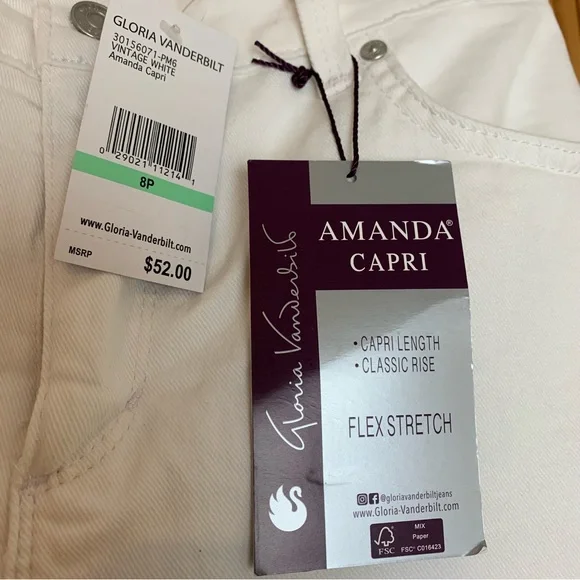 GLORIA VANDERBILT
30156071-PM6
VINTAGE WHITE
Amanda Capri
0 29021 11214 1
8P
www.Gloria-Vanderbilt.com
MSRP $52.00
Gloria Vanderbilt
AMANDA®
CAPRI
• CAPRI LENGTH
• CLASSIC RISE
FLEX STRETCH
@gloriavanderbiltjeans
www.Gloria-Vanderbilt.com
FSC
MIX
Paper
FSC® C016423